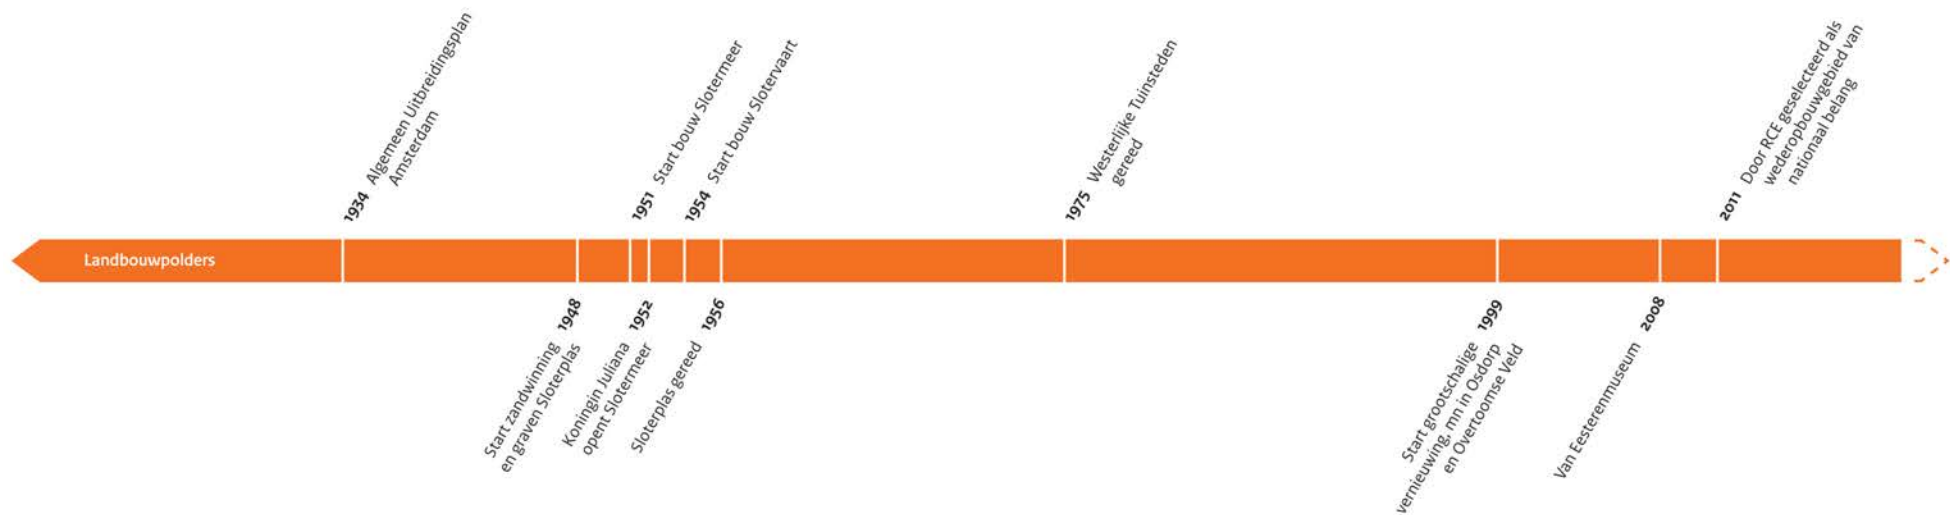 1934 Algemeen Uitbreidingsplan
Amsterdam
1951 Start bouw Slotermeer
1954 Start bouw Slotervaart
1975 Westerlijke Tuinsteden
gereed
2011 Door RCE geselecteerd als
wederopbouwgebied van
nationaal belang
Landbouwpolders
Start zandwinning 1948
en graven Sloterplas
Koningin Juliana 1952
opent Slotermeer
Sloterplas gereed 1956
Start grootschalige 1999
vernieuwing, mn in Osdorp
en Overtoomse Veld
Van Eesterenmuseum 2008